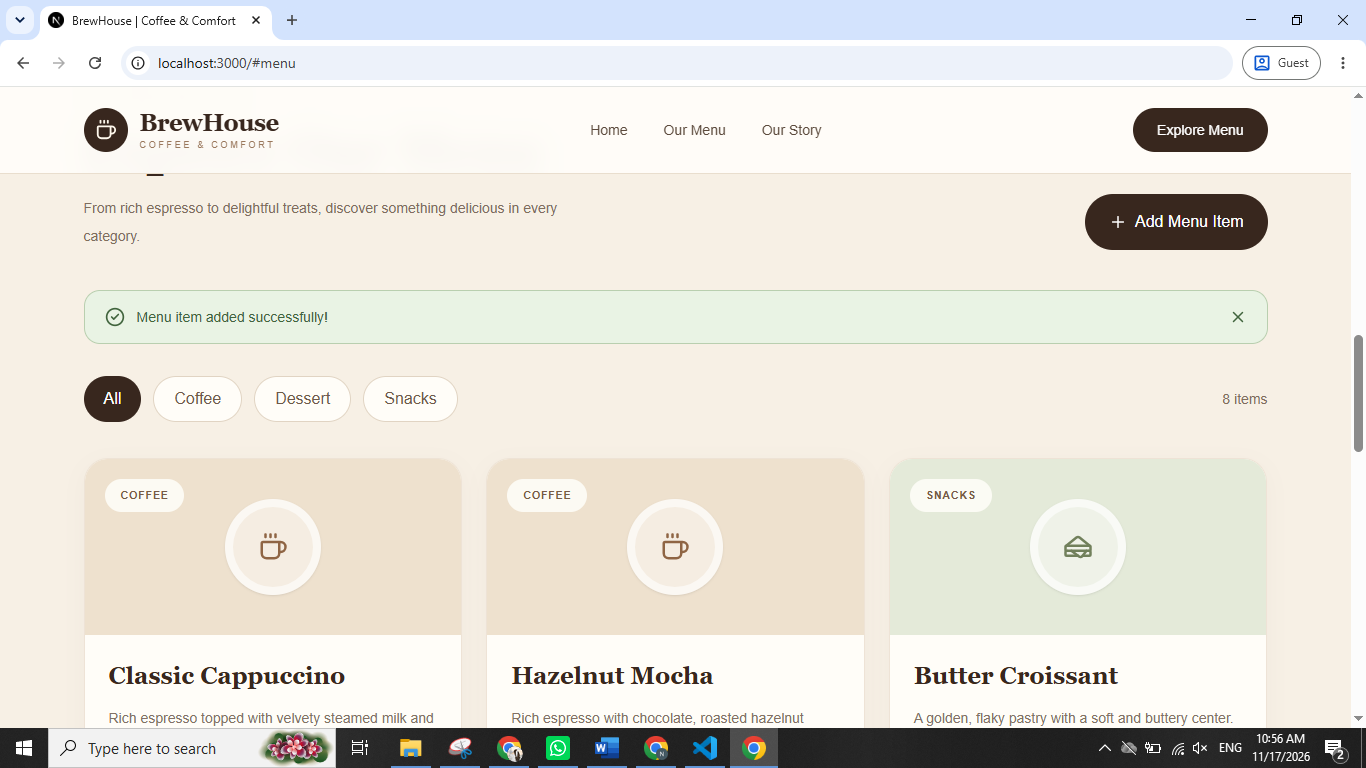 BrewHouse | Coffee & Comfort
localhost:3000/#menu
Guest
BrewHouse
COFFEE & COMFORT
Home
Our Menu
Our Story
Explore Menu
From rich espresso to delightful treats, discover something delicious in every
category.
Add Menu Item
Menu item added successfully!
All
Coffee
Dessert
Snacks
8 items
COFFEE
COFFEE
SNACKS
Classic Cappuccino
Hazelnut Mocha
Butter Croissant
Rich espresso topped with velvety steamed milk and
Rich espresso with chocolate, roasted hazelnut
A golden, flaky pastry with a soft and buttery center.
Type here to search
ENG
10:56 AM
11/17/2026
2